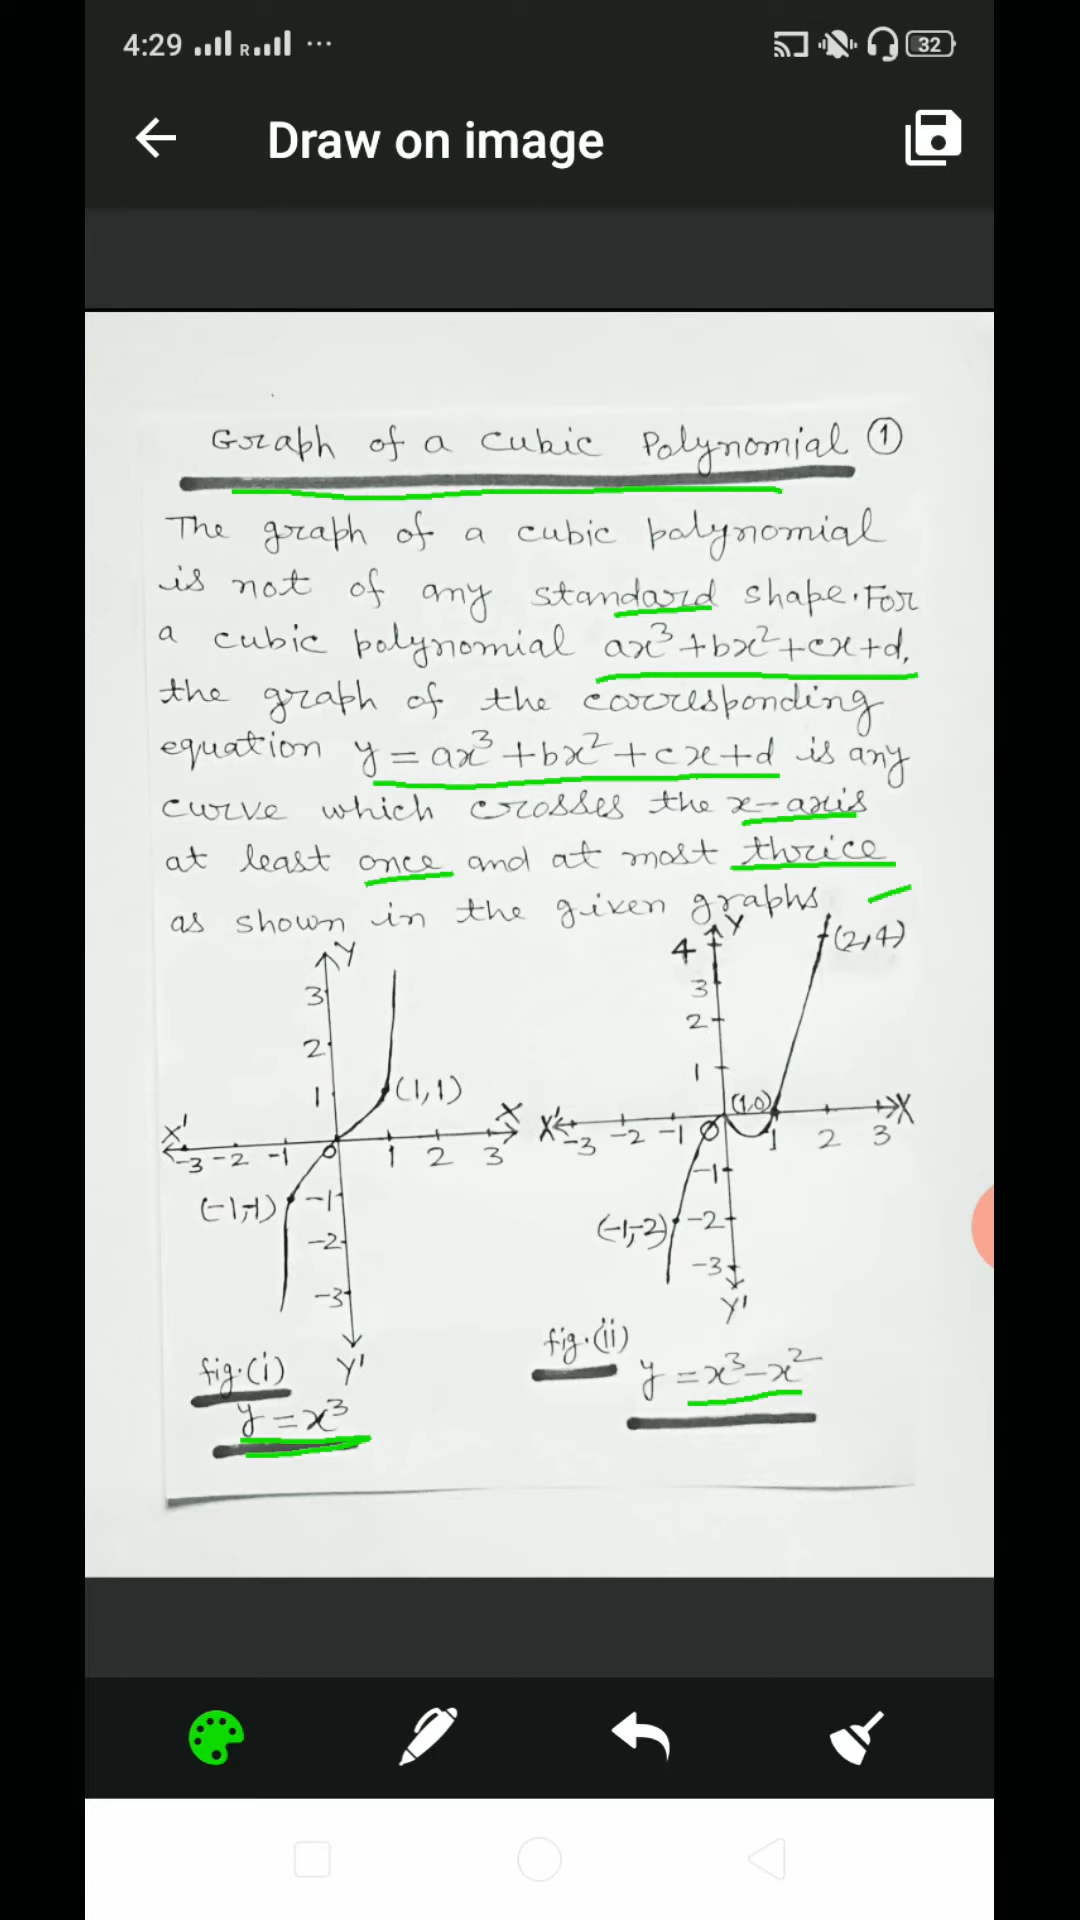 4:29 R ... 32
Draw on image
Graph of a cubic Polynomial ①
The graph of a cubic polynomial
is not of any standard shape. For
a cubic polynomial ax³+bx²+cx+d,
the graph of the corresponding
equation y = ax³+bx²+cx+d is any
curve which crosses the x-axis
at least once and at most thrice
as shown in the given graphs
Y
3
2
1
(1,1)
X'
-3 -2 -1 O 1 2 3 X
(-1,-1)
-1
-2
-3
Y'
fig.(i)
y = x³
Y
4
3
2
1
(2,4)
(1,0)
X' -3 -2 -1 O 1 2 3 X
-1
(-1,-2) -2
-3
Y'
fig.(ii)
y = x³-x²